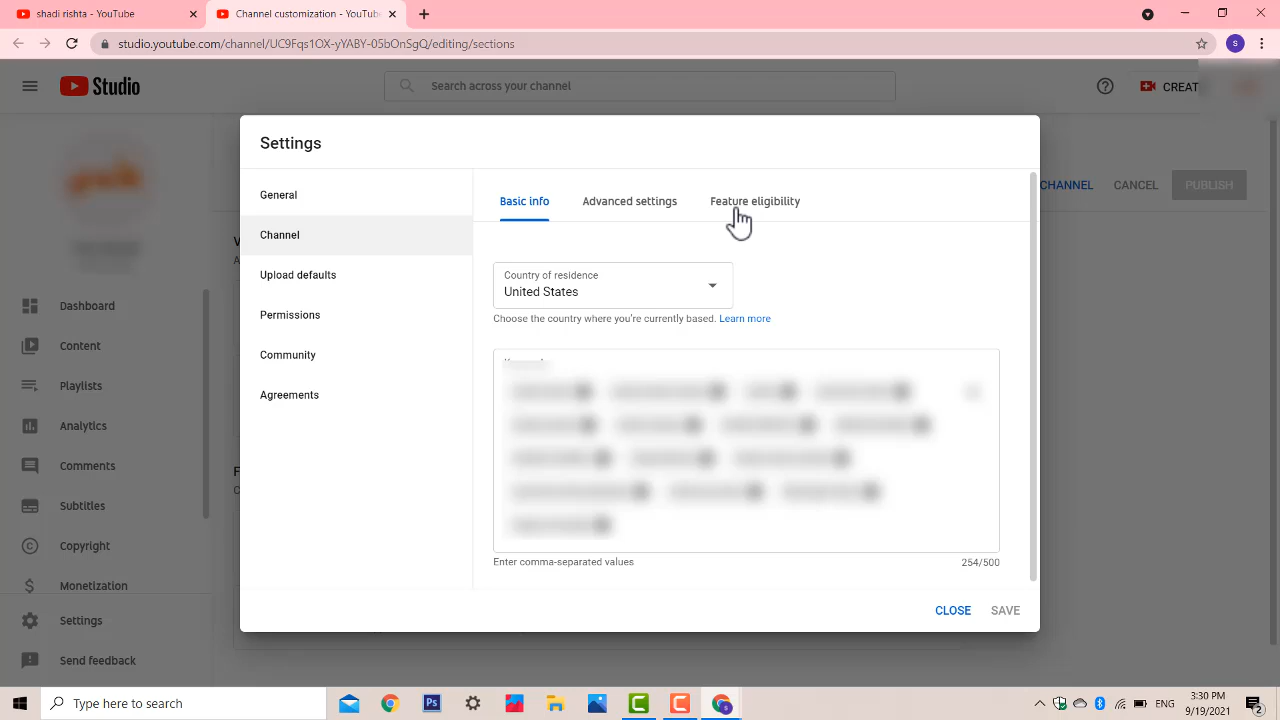 shadi rishta - YouTube
Channel customization - YouTube
studio.youtube.com/channel/UCFqs1OX-yYABY-05bOnSgrQ/editing/sections
S
Studio
Search across your channel
CREAT
Settings
General
Channel
Upload defaults
Permissions
Community
Agreements
Basic info
Advanced settings
Feature eligibility
Country of residence
United States
Choose the country where you're currently based. Learn more
Enter comma-separated values
254/500
CLOSE
SAVE
CHANNEL
CANCEL
PUBLISH
Dashboard
Content
Playlists
Analytics
Comments
Subtitles
Copyright
Monetization
Settings
Send feedback
Type here to search
Ps
ENG
3:30 PM
9/19/2021
2